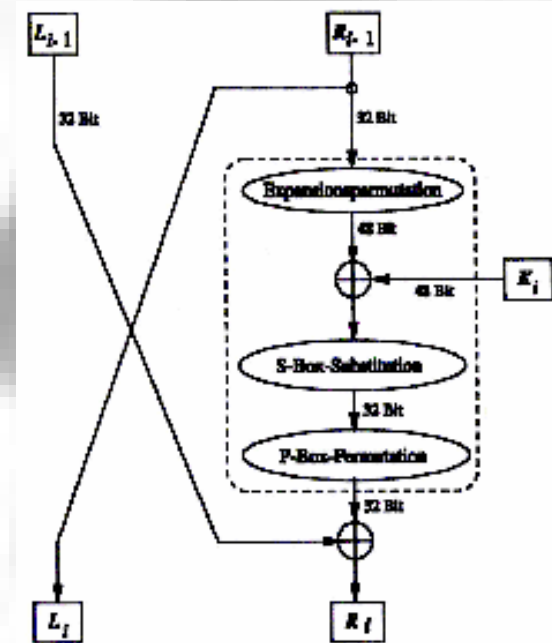 L i-1
R i-1
32 Bit
32 Bit
Expansionspermutation
48 Bit
K i
48 Bit
S-Box-Substitution
32 Bit
P-Box-Permutation
32 Bit
L i
R i